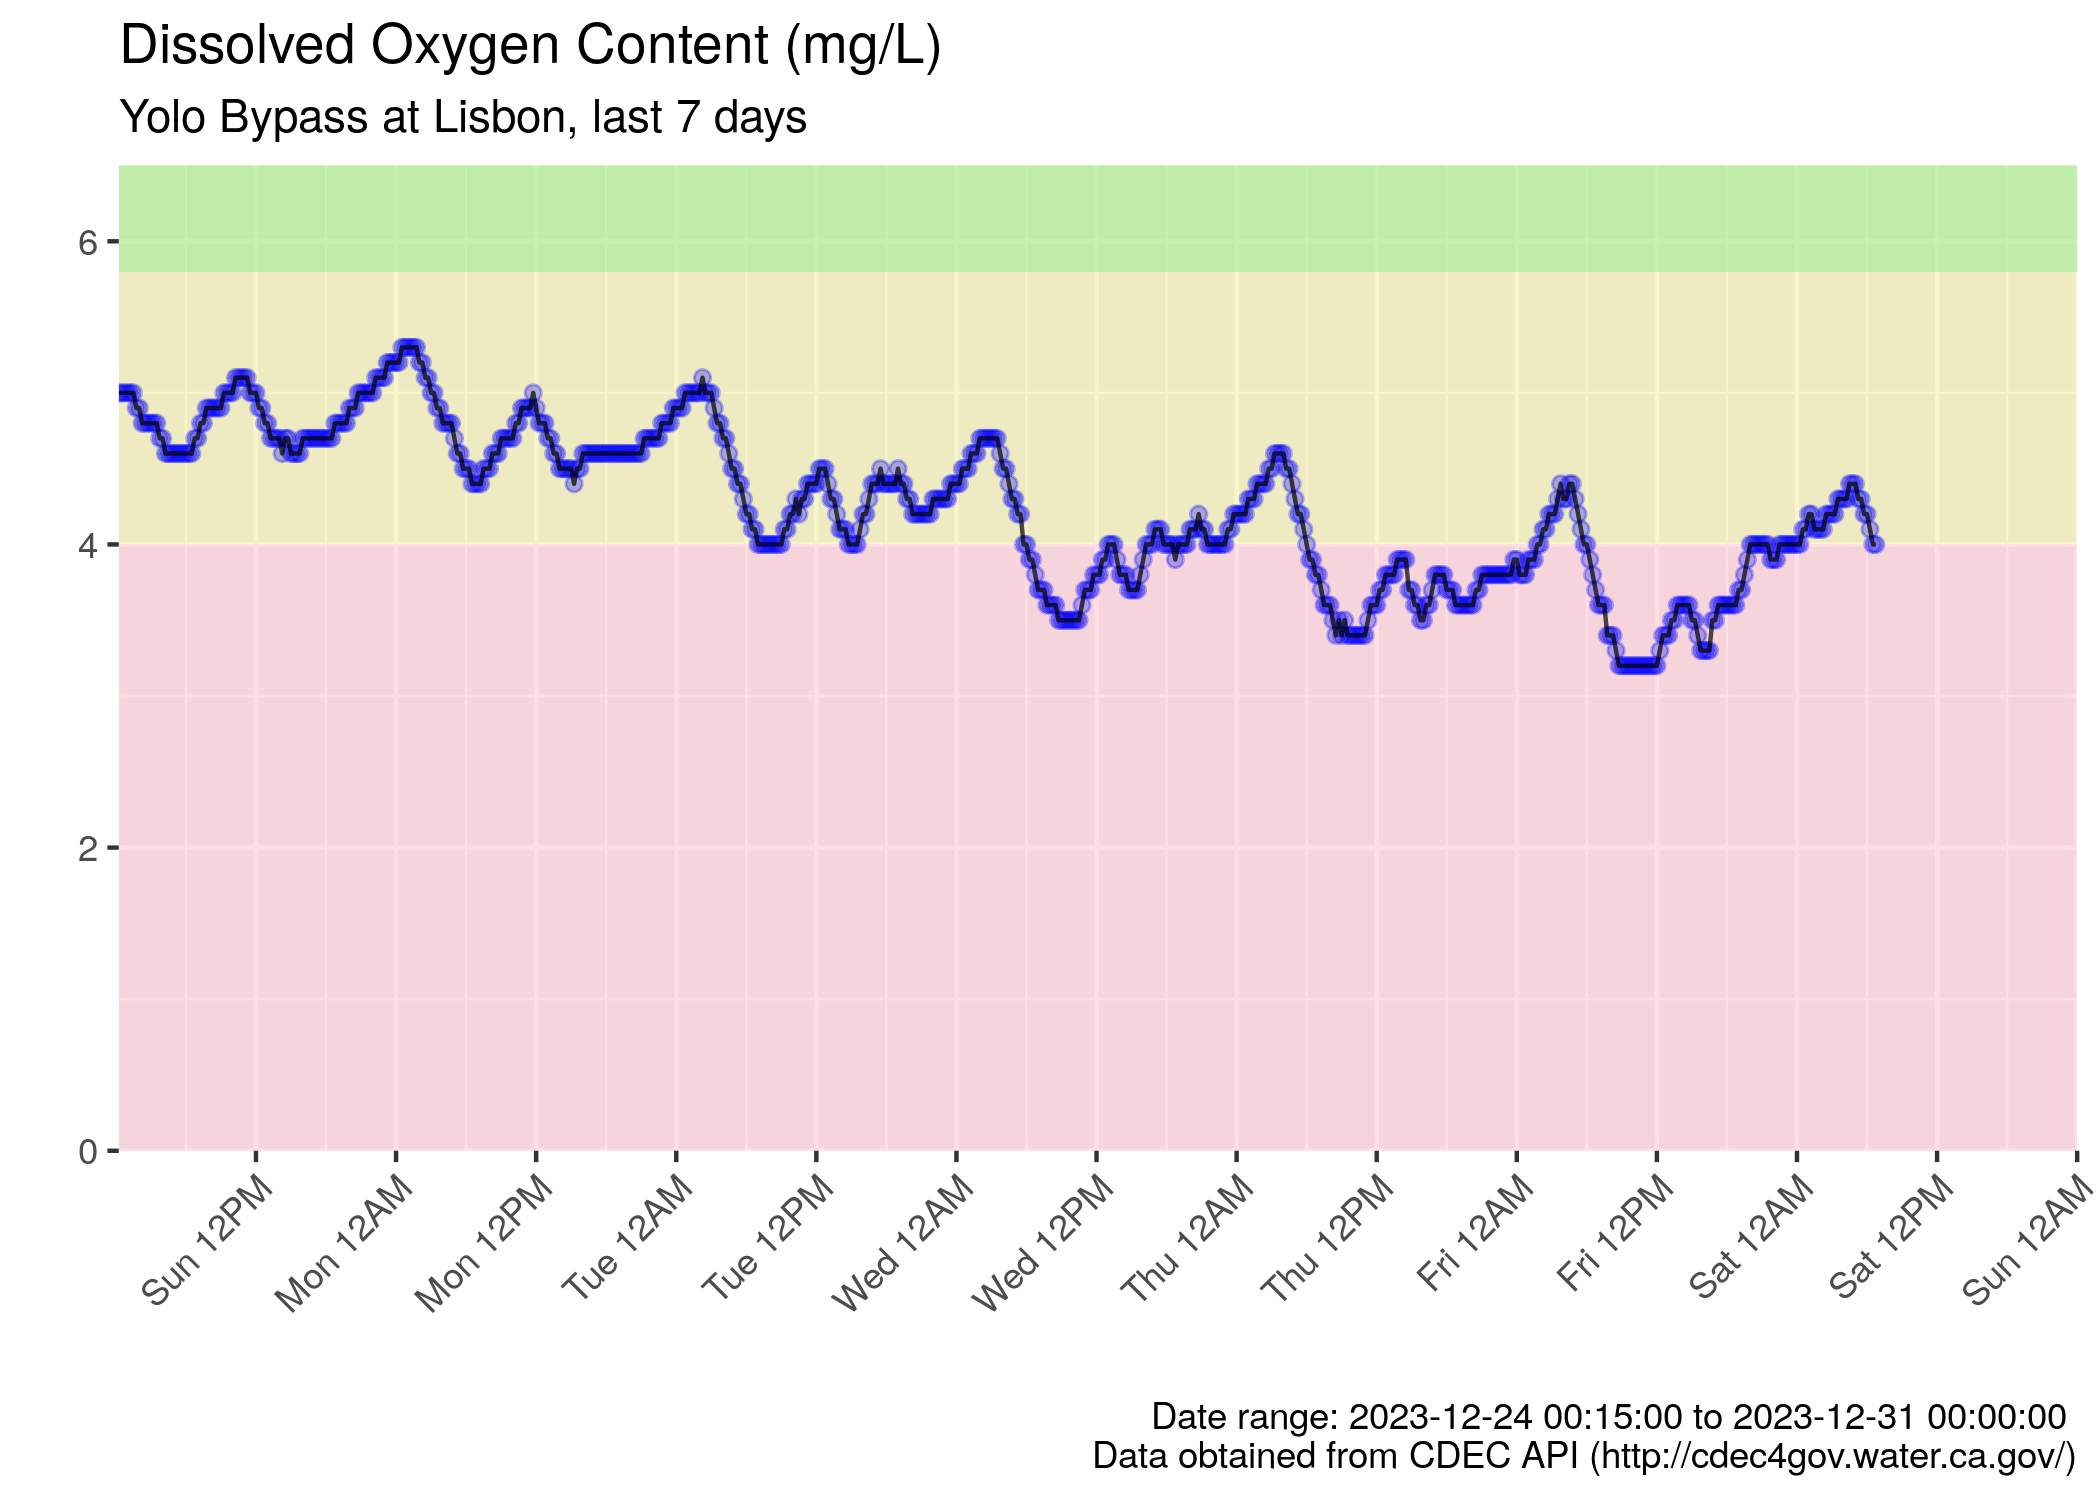 Dissolved Oxygen Content (mg/L)
Yolo Bypass at Lisbon, last 7 days
6
4
2
0
Sun 12PM
Mon 12AM
Mon 12PM
Tue 12AM
Tue 12PM
Wed 12AM
Wed 12PM
Thu 12AM
Thu 12PM
Fri 12AM
Fri 12PM
Sat 12AM
Sat 12PM
Sun 12AM
Date range: 2023-12-24 00:15:00 to 2023-12-31 00:00:00
Data obtained from CDEC API (http://cdec4gov.water.ca.gov/)